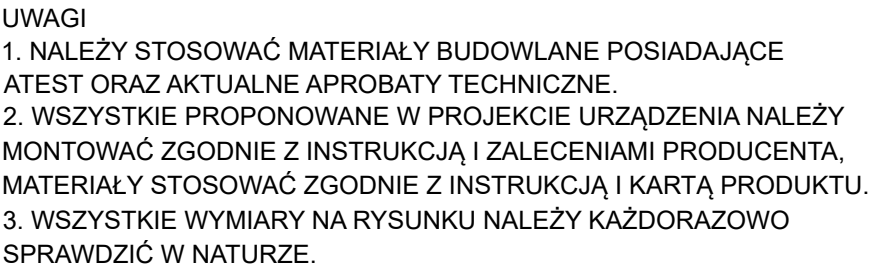 UWAGI
1. NALEŻY STOSOWAĆ MATERIAŁY BUDOWLANE POSIADAJĄCE
ATEST ORAZ AKTUALNE APROBATY TECHNICZNE.
2. WSZYSTKIE PROPONOWANE W PROJEKCIE URZĄDZENIA NALEŻY
MONTOWAĆ ZGODNIE Z INSTRUKCJĄ I ZALECENIAMI PRODUCENTA,
MATERIAŁY STOSOWAĆ ZGODNIE Z INSTRUKCJĄ I KARTĄ PRODUKTU.
3. WSZYSTKIE WYMIARY NA RYSUNKU NALEŻY KAŻDORAZOWO
SPRAWDZIĆ W NATURZE.